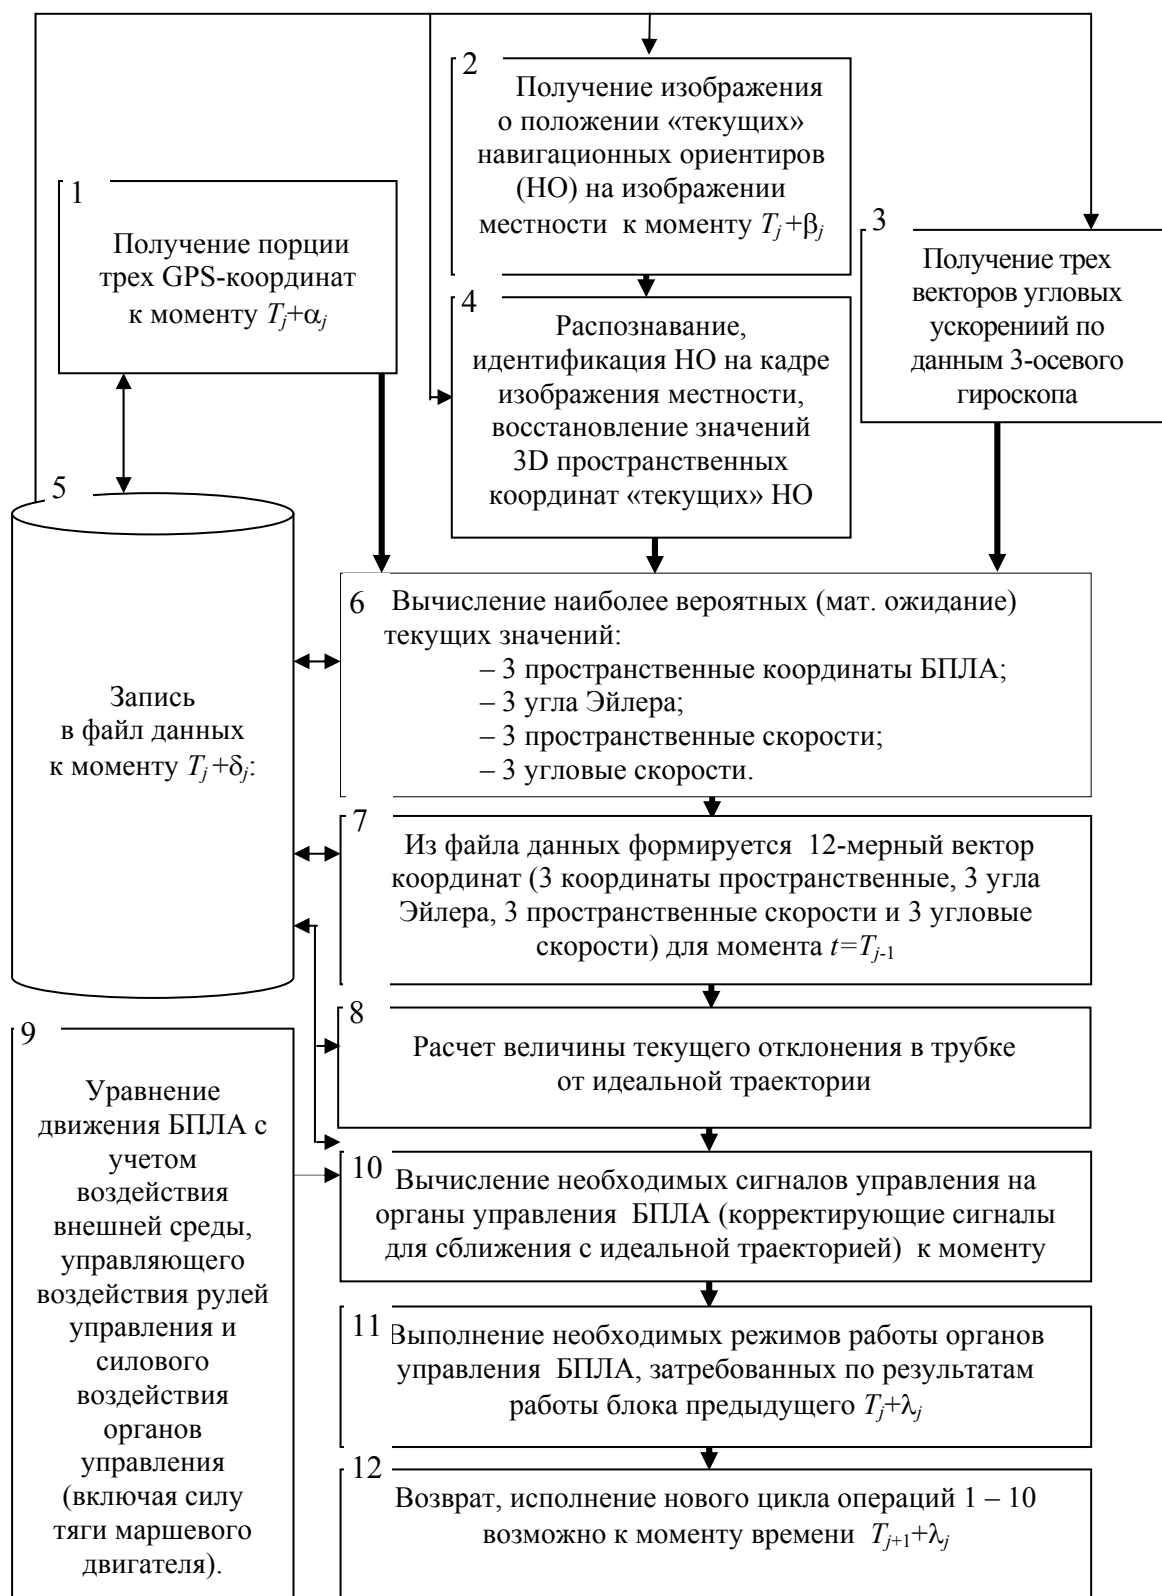 2
Получение изображения
о положении «текущих»
навигационных ориентиров
(НО) на изображении
местности к моменту Tj+βj
1
Получение порции
трех GPS-координат
к моменту Tj+αj
3
Получение трех
векторов угловых
ускорениий по
данным 3-осевого
гироскопа
4
Распознавание,
идентификация НО на кадре
изображения местности,
восстановление значений
3D пространственных
координат «текущих» НО
5
Запись
в файл данных
к моменту Tj+δj:
6
Вычисление наиболее вероятных (мат. ожидание)
текущих значений:
– 3 пространственные координаты БПЛА;
– 3 угла Эйлера;
– 3 пространственные скорости;
– 3 угловые скорости.
7
Из файла данных формируется 12-мерный вектор
координат (3 координаты пространственные, 3 угла
Эйлера, 3 пространственные скорости и 3 угловые
скорости) для момента t=Tj-1
8
Расчет величины текущего отклонения в трубке
от идеальной траектории
9
Уравнение
движения БПЛА с
учетом
воздействия
внешней среды,
управляющего
воздействия рулей
управления и
силового
воздействия
органов
управления
(включая силу
тяги маршевого
двигателя).
10
Вычисление необходимых сигналов управления на
органы управления БПЛА (корректирующие сигналы
для сближения с идеальной траекторией) к моменту
11
Выполнение необходимых режимов работы органов
управления БПЛА, затребованных по результатам
работы блока предыдущего Tj+λj
12
Возврат, исполнение нового цикла операций 1 – 10
возможно к моменту времени Tj+1+λj